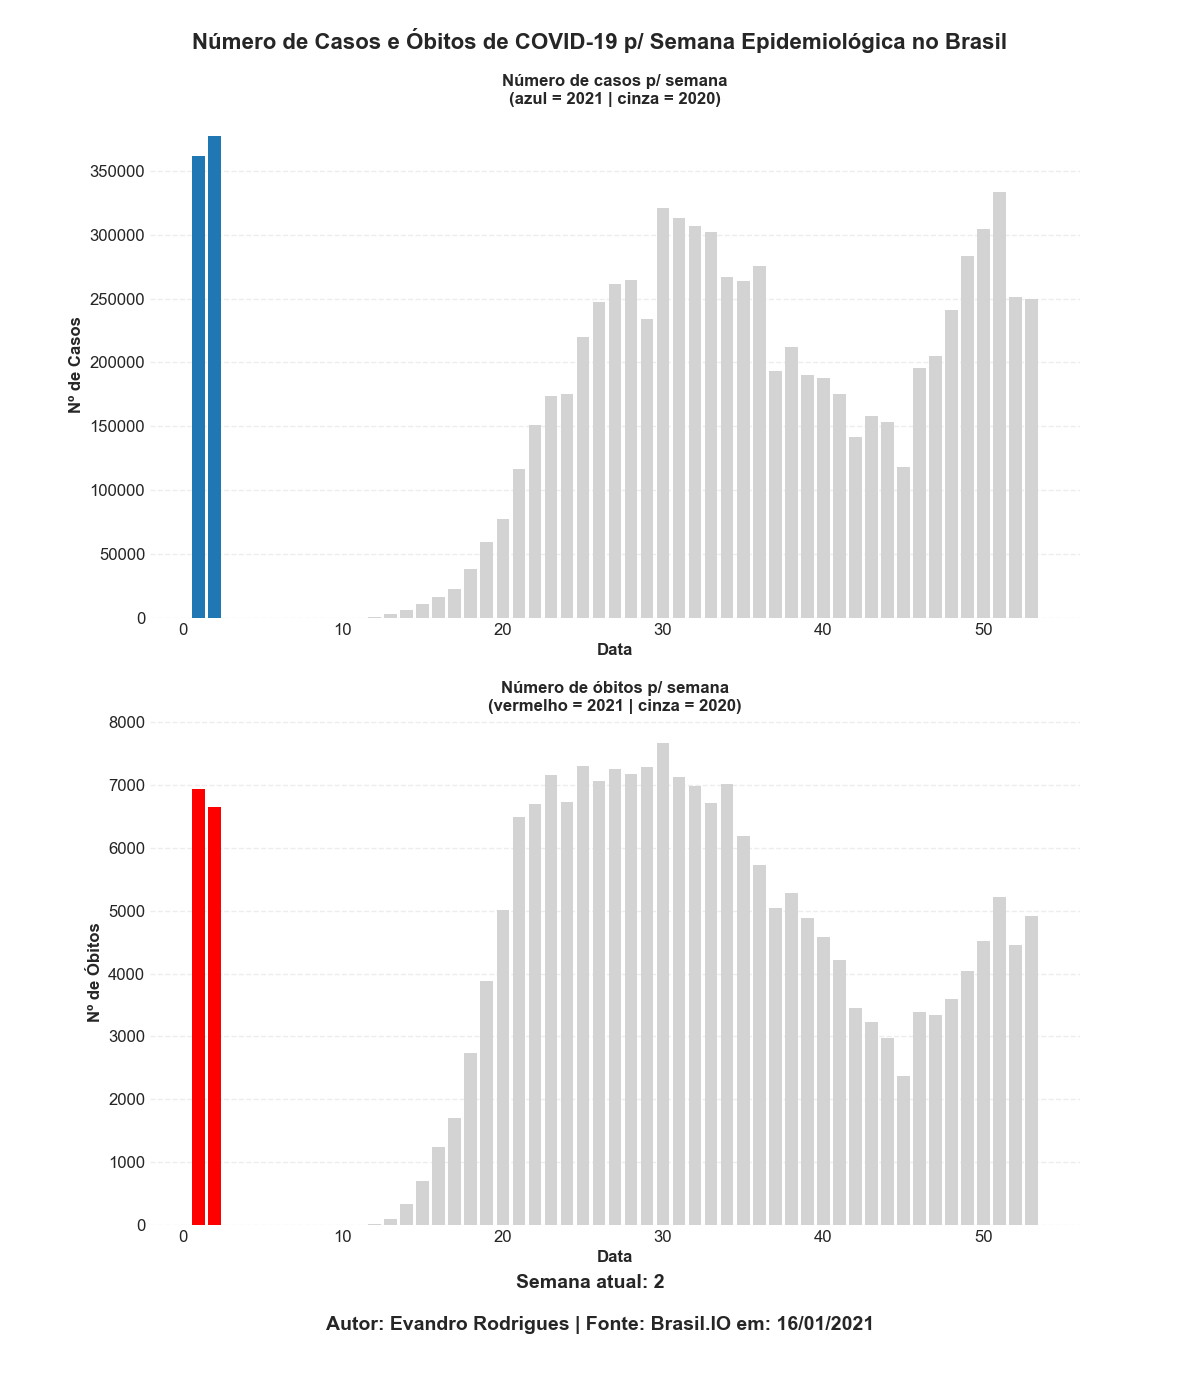 Número de Casos e Óbitos de COVID-19 p/ Semana Epidemiológica no Brasil
Número de casos p/ semana
(azul = 2021 | cinza = 2020)
350000
300000
250000
200000
150000
100000
50000
0
Nº de Casos
0 10 20 30 40 50
Data
Número de óbitos p/ semana
(vermelho = 2021 | cinza = 2020)
8000
7000
6000
5000
4000
3000
2000
1000
0
Nº de Óbitos
0 10 20 30 40 50
Data
Semana atual: 2
Autor: Evandro Rodrigues | Fonte: Brasil.IO em: 16/01/2021